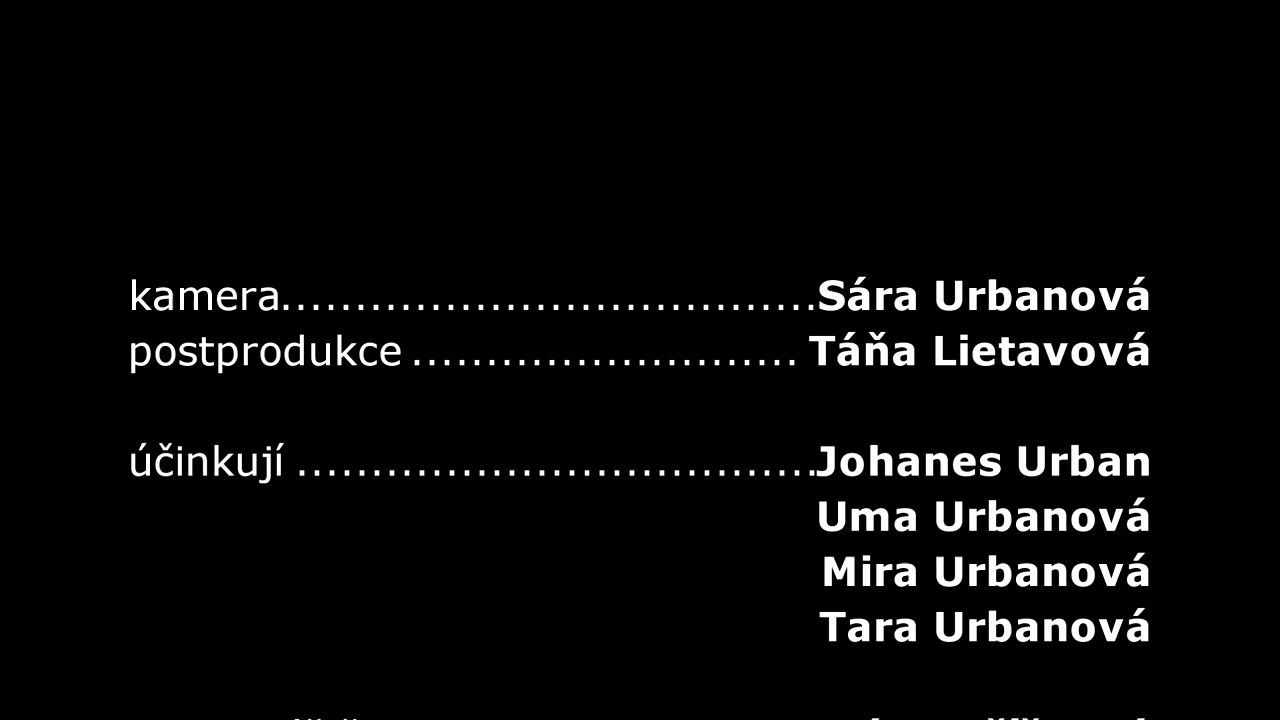 kamera....................................Sára Urbanová
postprodukce .......................... Táňa Lietavová
účinkují ...................................Johanes Urban
Uma Urbanová
Mira Urbanová
Tara Urbanová